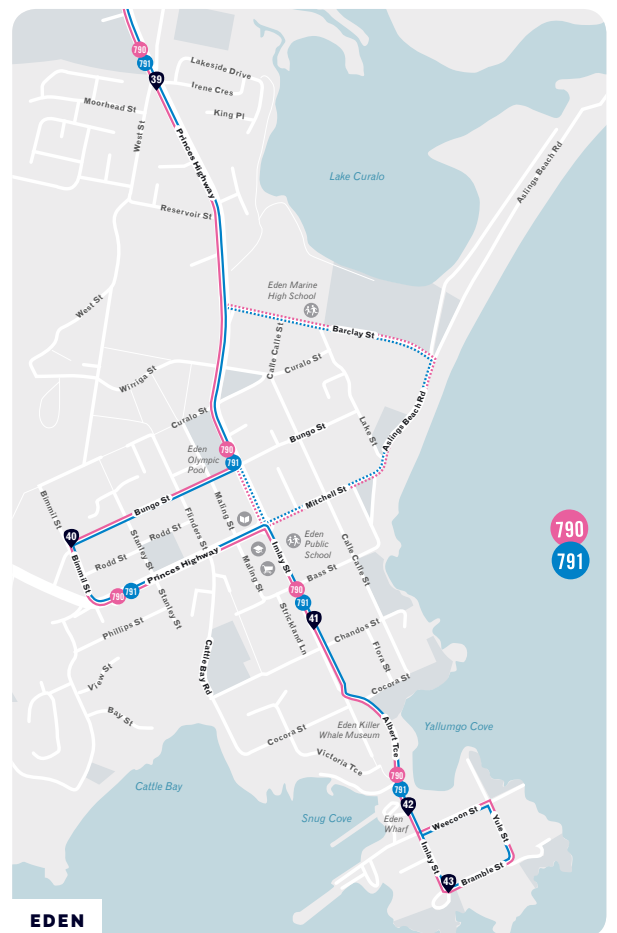 790
791
39
Lakeside Drive
Irene Cres
King Pl
Moorhead St
West St
Princes Highway
Lake Curalo
Aslings Beach Rd
Reservoir St
Eden Marine
High School
Barclay St
West St
Calle Calle St
Curalo St
Wirriga St
Curalo St
Bungo St
Lake St
Aslings Beach Rd
790
791
Eden
Olympic
Pool
Mitchell St
Bimmil St
Bungo St
Maling St
Flinders St
Rodd St
Stanley St
40
Rodd St
Bimmil St
Princes Highway
790
791
Stanley St
Phillips St
Imlay St
Eden
Public
School
Maling St
Bass St
Calle Calle St
790
791
41
Strickland Ln
Chandos St
Flora St
Cocora St
790
791
Cattle Bay Rd
View St
Bay St
Cocora St
Eden Killer
Whale Museum
Albert Tce
Yallumgo Cove
Victoria Tce
Cattle Bay
Snug Cove
790
791
42
Eden
Wharf
Weecoon St
Yule St
Imlay St
43
Bramble St
EDEN